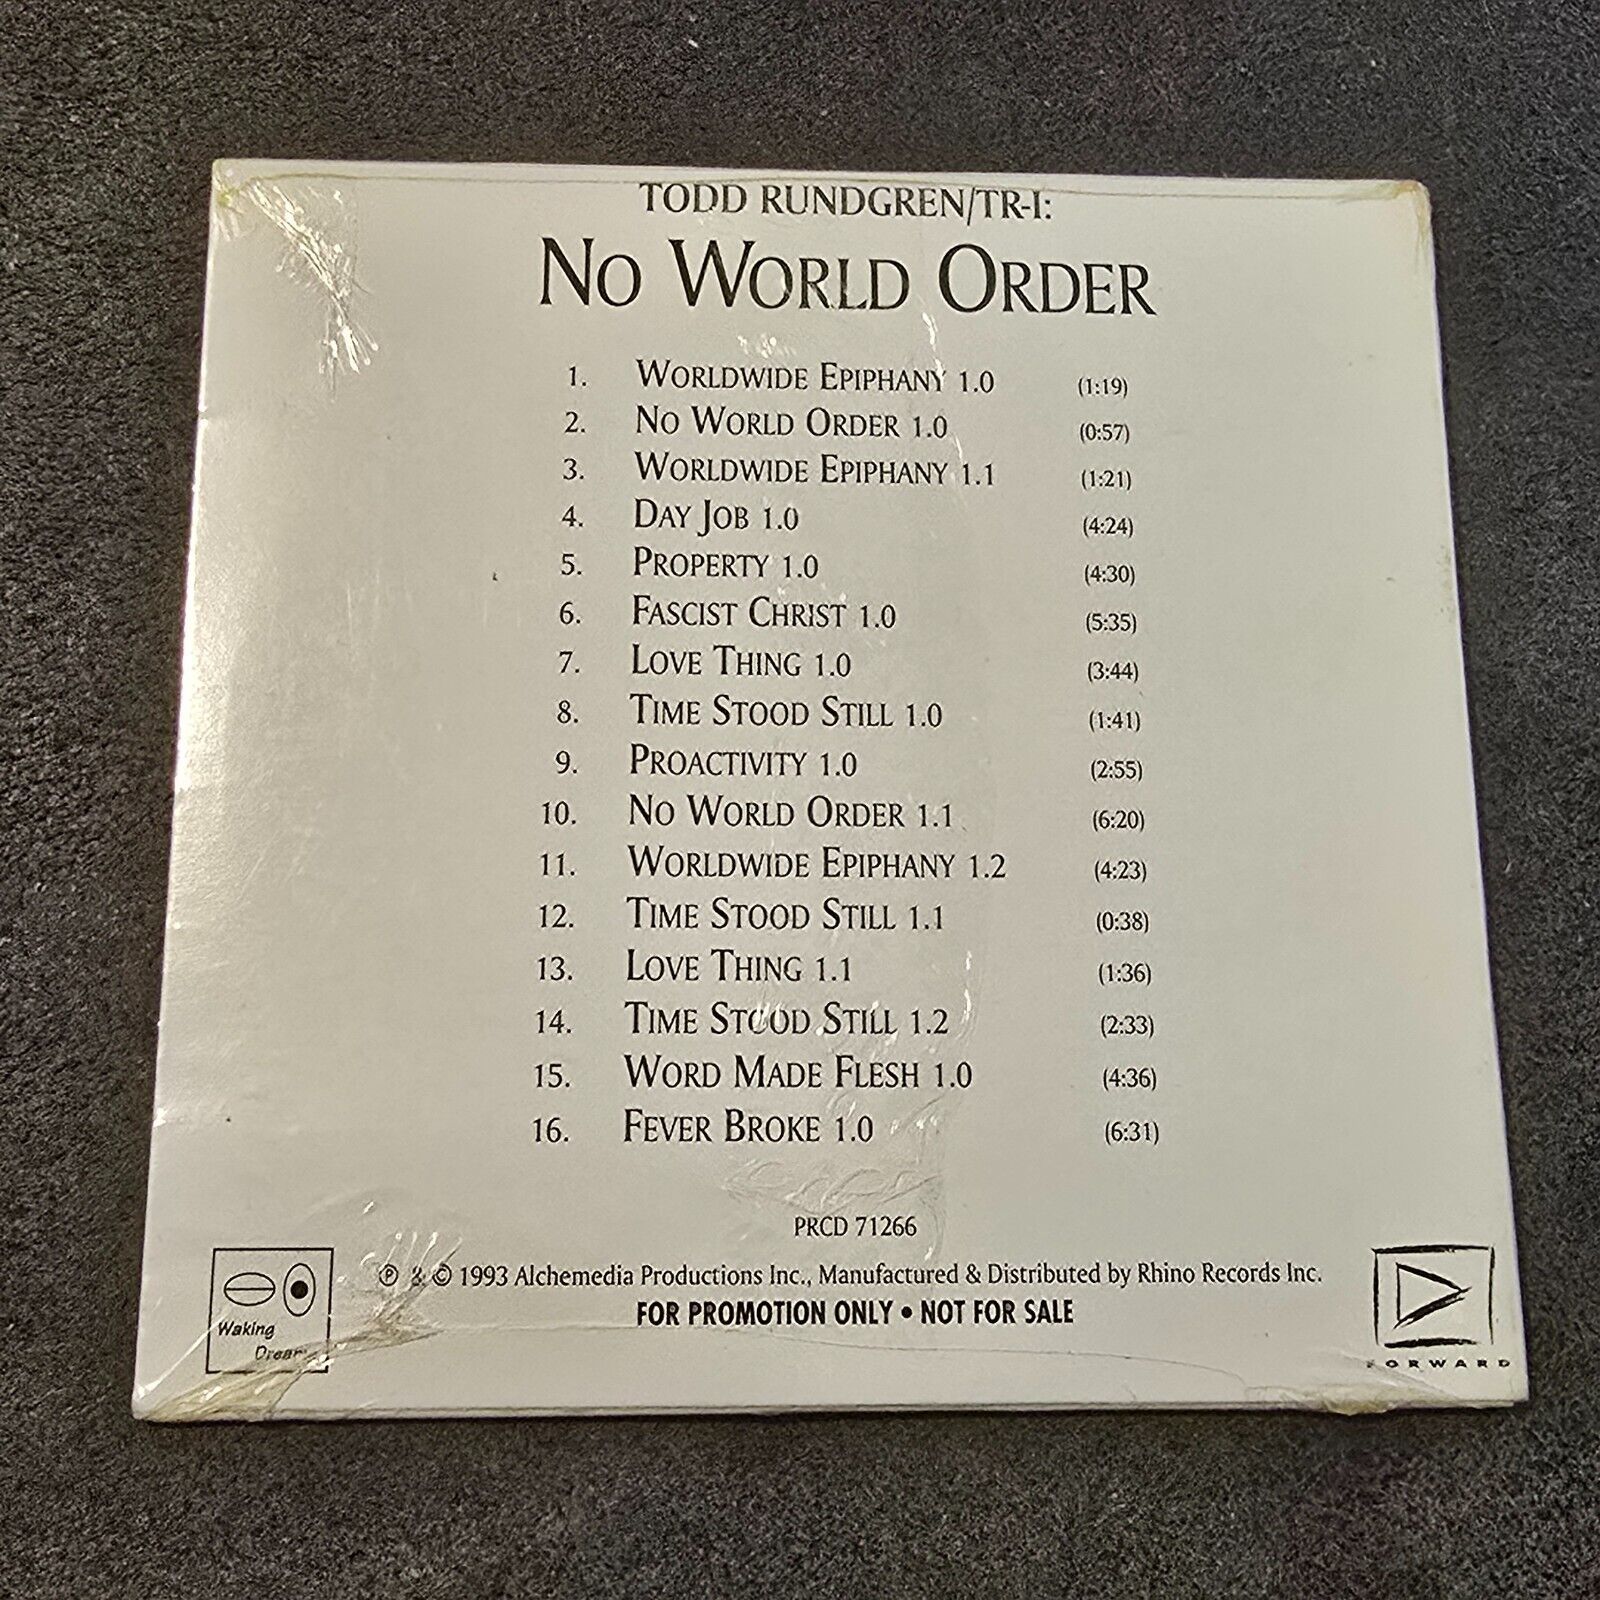 TODD RUNDGREN/TR-I:
NO WORLD ORDER
1. WORLDWIDE EPIPHANY 1.0 (1:19)
2. NO WORLD ORDER 1.0 (0:57)
3. WORLDWIDE EPIPHANY 1.1 (1:21)
4. DAY JOB 1.0 (4:24)
5. PROPERTY 1.0 (4:30)
6. FASCIST CHRIST 1.0 (5:35)
7. LOVE THING 1.0 (3:44)
8. TIME STOOD STILL 1.0 (1:41)
9. PROACTIVITY 1.0 (2:55)
10. NO WORLD ORDER 1.1 (6:20)
11. WORLDWIDE EPIPHANY 1.2 (4:23)
12. TIME STOOD STILL 1.1 (0:38)
13. LOVE THING 1.1 (1:36)
14. TIME STOOD STILL 1.2 (2:33)
15. WORD MADE FLESH 1.0 (4:36)
16. FEVER BROKE 1.0 (6:31)
PRCD 71266
℗ & © 1993 Alchemedia Productions Inc., Manufactured & Distributed by Rhino Records Inc.
FOR PROMOTION ONLY • NOT FOR SALE
Waking
Dreams
FORWARD